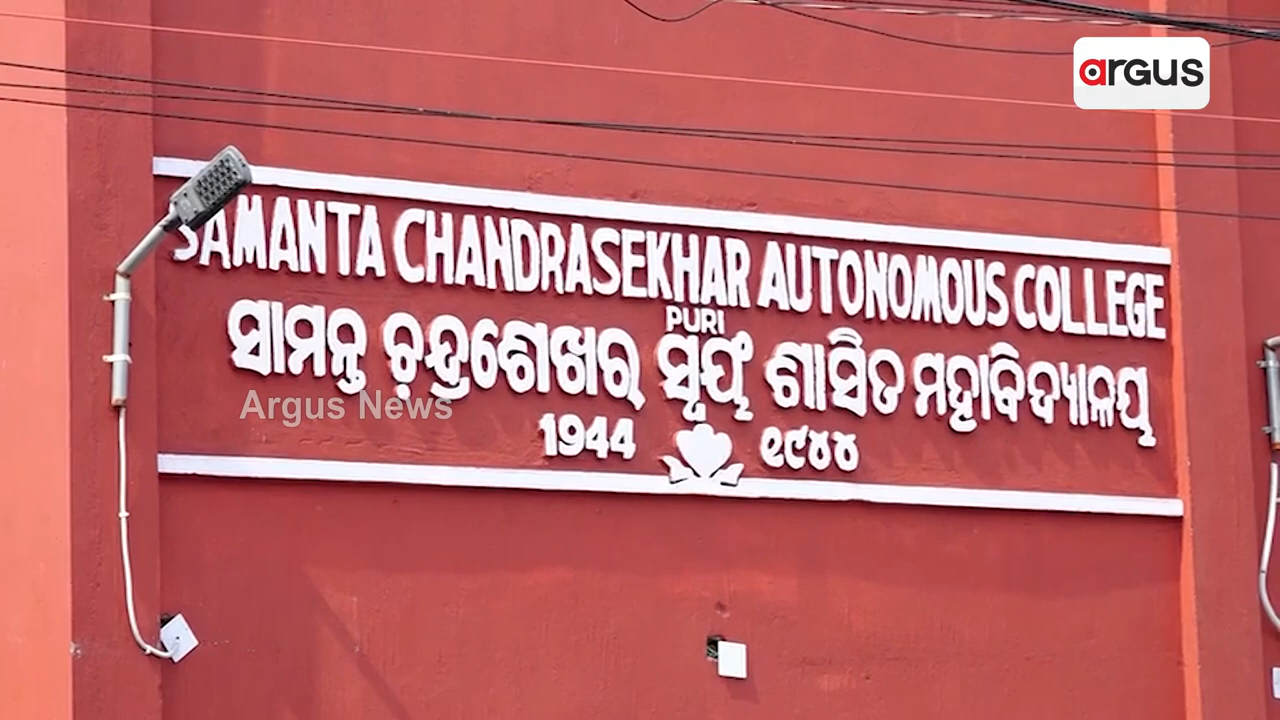 argus
SAMANTA CHANDRASEKHAR AUTONOMOUS COLLEGE
PURI
ସାମନ୍ତ ଚନ୍ଦ୍ରଶେଖର ସ୍ୱୟଂ ଶାସିତ ମହାବିଦ୍ୟାଳୟ
Argus News
1944 ୧୯୪୪